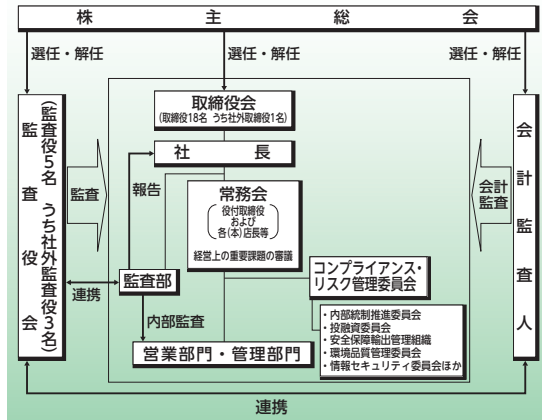 株主総会
選任・解任
選任・解任
選任・解任
監査役会
(監査役5名 うち社外監査役3名)
監査
取締役会
(取締役18名 うち社外取締役1名)
社長
報告
常務会
役付取締役
および
各(本)店長等
経営上の重要課題の審議
会計
監査
会計監査人
監査部
連携
内部監査
コンプライアンス・
リスク管理委員会
・内部統制推進委員会
・投融資委員会
・安全保障輸出管理組織
・環境品質管理委員会
・情報セキュリティ委員会ほか
営業部門・管理部門
連携